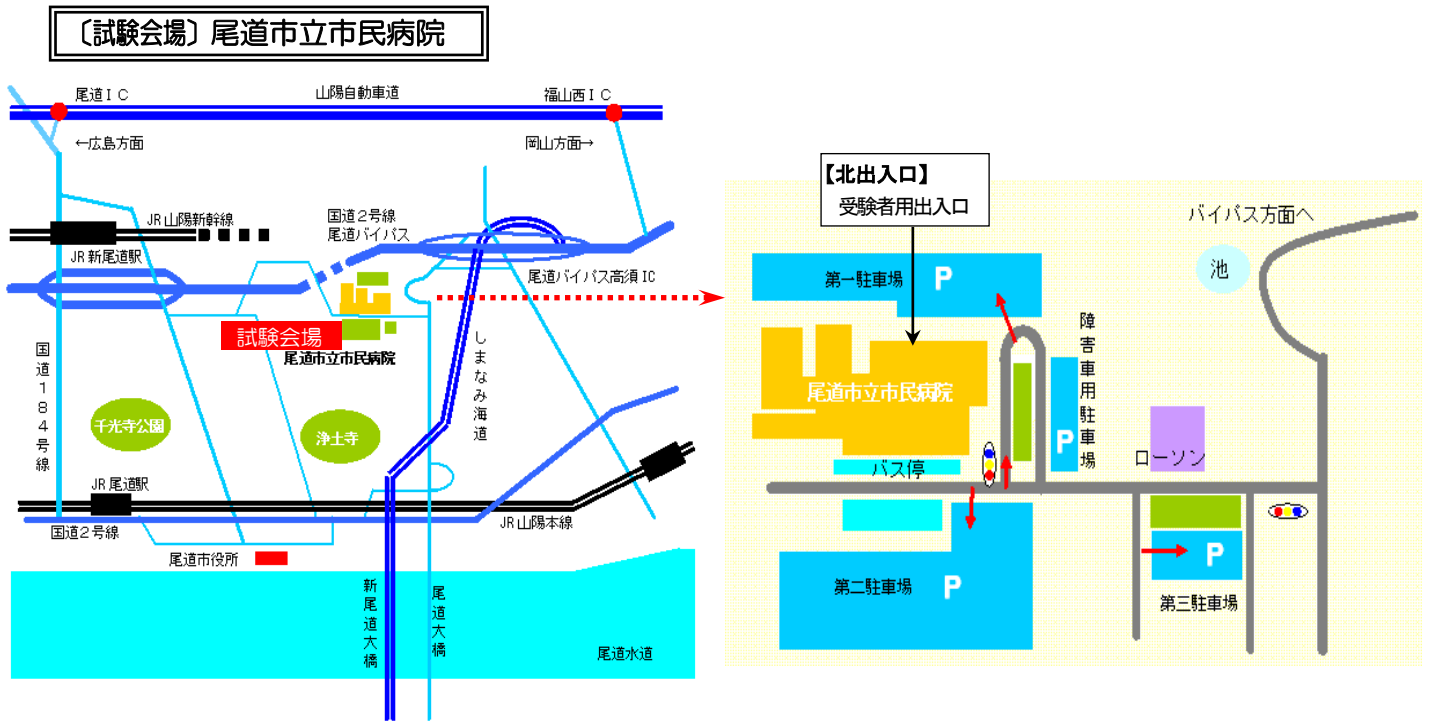 〔試験会場〕尾道市立市民病院
尾道ＩＣ
山陽自動車道
福山西ＩＣ
←広島方面
岡山方面→
JR山陽新幹線
JR新尾道駅
国道２号線
尾道バイパス
尾道バイパス高須IC
試験会場
尾道市立市民病院
国道１８４号線
しまなみ海道
千光寺公園
浄土寺
JR尾道駅
国道２号線
JR山陽本線
尾道市役所
新尾道大橋
尾道大橋
尾道水道
【北出入口】
受験者用出入口
バイパス方面へ
池
第一駐車場
P
障害車用駐車場
P
尾道市立市民病院
ローソン
バス停
第二駐車場
P
P
第三駐車場